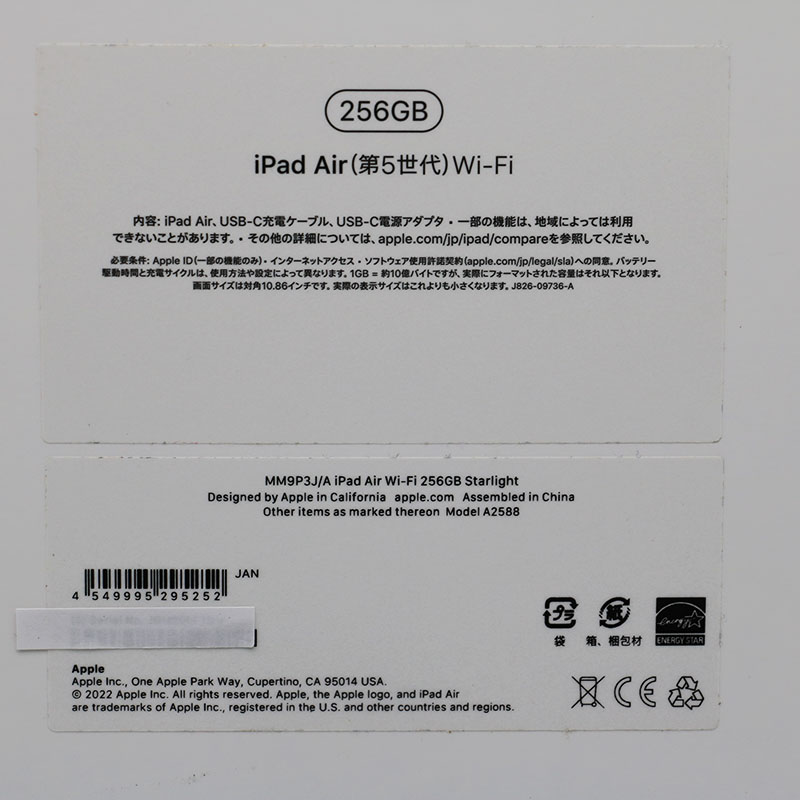 256GB
iPad Air(第5世代)Wi-Fi
内容: iPad Air、USB-C充電ケーブル、USB-C電源アダプタ・一部の機能は、地域によっては利用
できないことがあります。・その他の詳細については、apple.com/jp/ipad/compareを参照してください。
必要条件: Apple ID(一部の機能のみ)・インターネットアクセス・ソフトウェア使用許諾契約(apple.com/jp/legal/sla)への同意。バッテリー
駆動時間と充電サイクルは、使用方法や設定によって異なります。1GB = 約10億バイトですが、実際にフォーマットされた容量はそれ以下となります。
画面サイズは対角10.86インチです。実際の表示サイズはこれよりも小さくなります。J826-09736-A
MM9P3J/A iPad Air Wi-Fi 256GB Starlight
Designed by Apple in California apple.com Assembled in China
Other items as marked thereon Model A2588
JAN
4 549995 295252
プラ 紙 energy
袋 箱、梱包材 ENERGY STAR
Apple
Apple Inc., One Apple Park Way, Cupertino, CA 95014 USA.
© 2022 Apple Inc. All rights reserved. Apple, the Apple logo, and iPad Air
are trademarks of Apple Inc., registered in the U.S. and other countries and regions.
CE